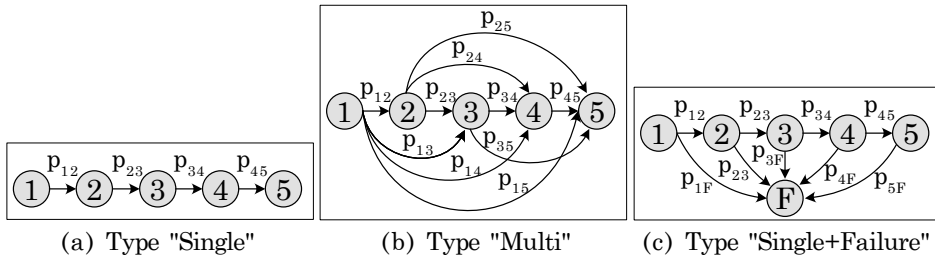 p25
p24
p12 p23 p34 p45
1 2 3 4 5
p13 p35
p14
p15
p12 p23 p34 p45
1 2 3 4 5
p12 p23 p34 p45
1 2 3 4 5
p3F
p1F p23 p4F p5F
F
(a) Type "Single" (b) Type "Multi" (c) Type "Single+Failure"